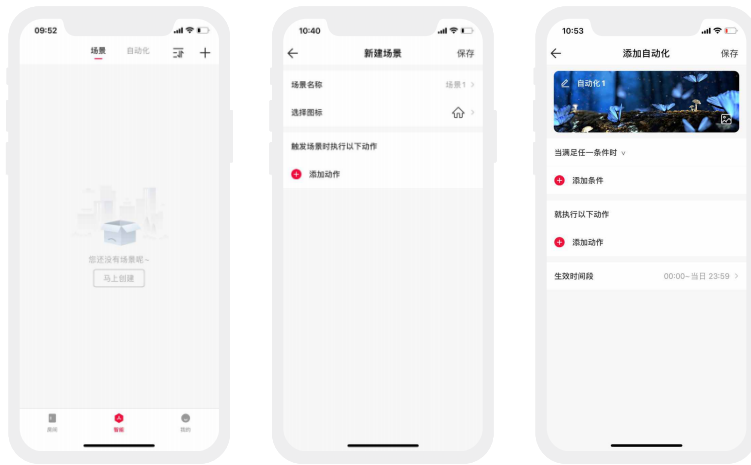 09:52
场景 自动化
您还没有场景呢~
马上创建
房间 智能 我的
10:40
新建场景 保存
场景名称 场景1
选择图标
触发场景时执行以下动作
添加动作
10:53
添加自动化 保存
自动化1
当满足任一条件时
添加条件
就执行以下动作
添加动作
生效时间段 00:00~当日 23:59